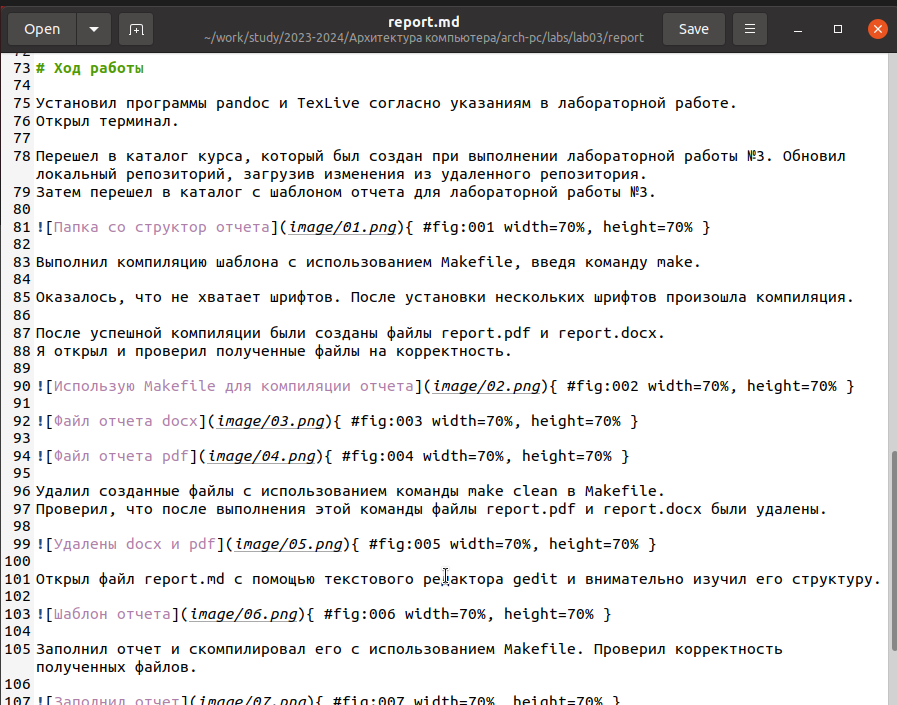 report.md
Open
~/work/study/2023-2024/Архитектура компьютера/arch-pc/labs/lab03/report
Save
72
73 # Ход работы
74
75 Установил программы pandoc и TexLive согласно указаниям в лабораторной работе.
76 Открыл терминал.
77
78 Перешел в каталог курса, который был создан при выполнении лабораторной работы №3. Обновил
локальный репозиторий, загрузив изменения из удаленного репозитория.
79 Затем перешел в каталог с шаблоном отчета для лабораторной работы №3.
80
81 ![Папка со структор отчета](image/01.png){ #fig:001 width=70%, height=70% }
82
83 Выполнил компиляцию шаблона с использованием Makefile, введя команду make.
84
85 Оказалось, что не хватает шрифтов. После установки нескольких шрифтов произошла компиляция.
86
87 После успешной компиляции были созданы файлы report.pdf и report.docx.
88 Я открыл и проверил полученные файлы на корректность.
89
90 ![Использую Makefile для компиляции отчета](image/02.png){ #fig:002 width=70%, height=70% }
91
92 ![Файл отчета docx](image/03.png){ #fig:003 width=70%, height=70% }
93
94 ![Файл отчета pdf](image/04.png){ #fig:004 width=70%, height=70% }
95
96 Удалил созданные файлы с использованием команды make clean в Makefile.
97 Проверил, что после выполнения этой команды файлы report.pdf и report.docx были удалены.
98
99 ![Удалены docx и pdf](image/05.png){ #fig:005 width=70%, height=70% }
100
101 Открыл файл report.md с помощью текстового редактора gedit и внимательно изучил его структуру.
102
103 ![Шаблон отчета](image/06.png){ #fig:006 width=70%, height=70% }
104
105 Заполнил отчет и скомпилировал его с использованием Makefile. Проверил корректность
полученных файлов.
106
107 ![Заполнил отчет](image/07.png){ #fig:007 width=70%, height=70% }